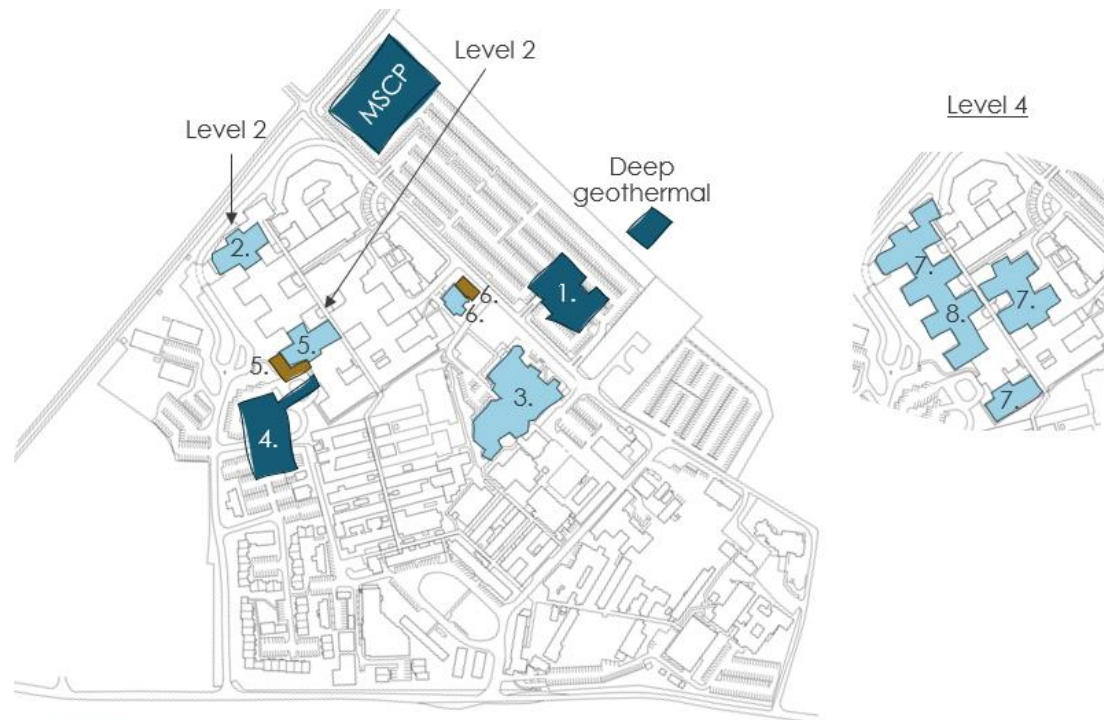 Level 2
MSCP
Level 2
Level 4
Deep
geothermal
2.
1.
6.
6.
5.
5.
3.
4.
7.
7.
8.
7.